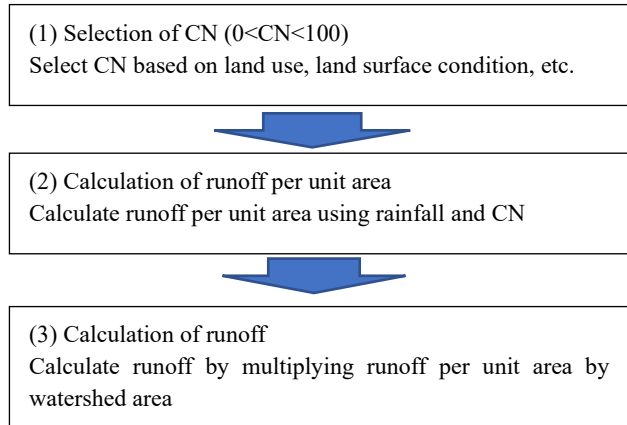 (1) Selection of CN (0<CN<100)
Select CN based on land use, land surface condition, etc.
(2) Calculation of runoff per unit area
Calculate runoff per unit area using rainfall and CN
(3) Calculation of runoff
Calculate runoff by multiplying runoff per unit area by
watershed area